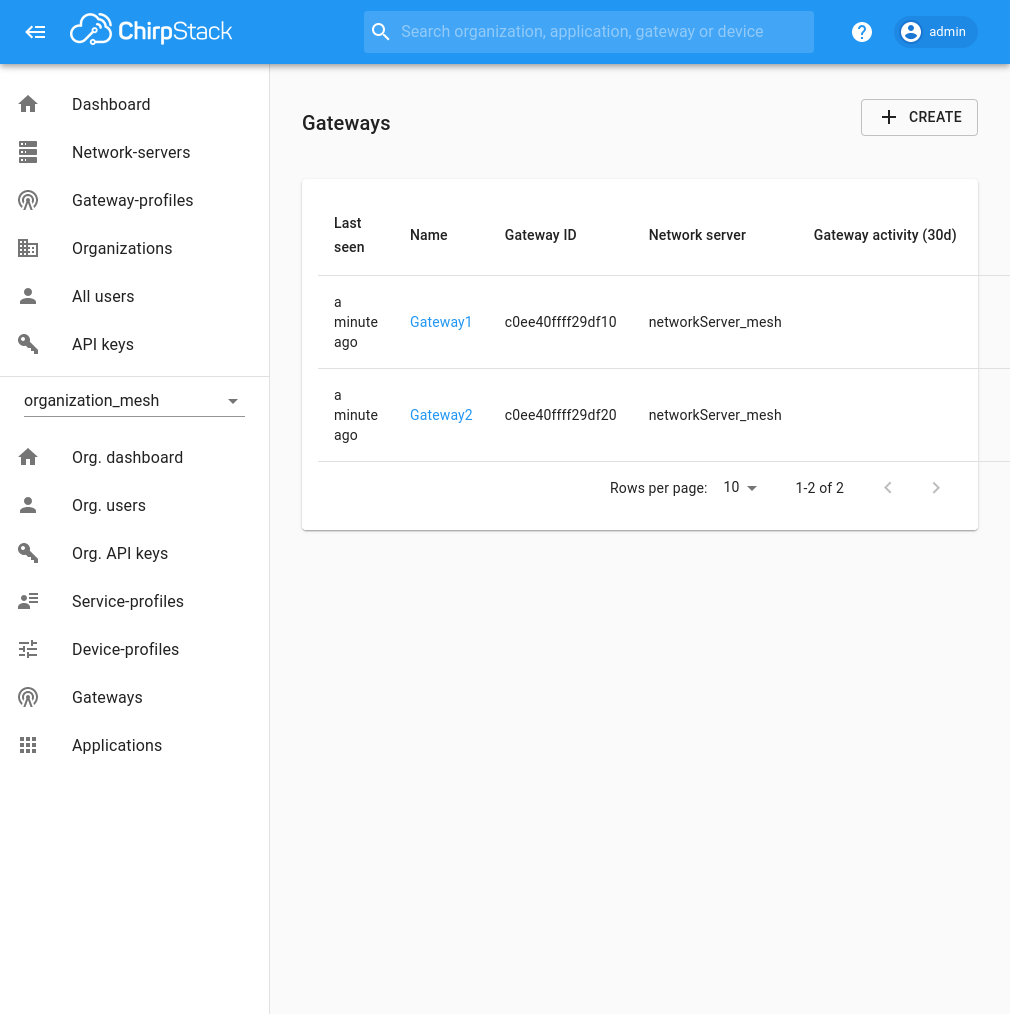 ChirpStack
Search organization, application, gateway or device
admin
Dashboard
Network-servers
Gateway-profiles
Organizations
All users
API keys
organization_mesh
Org. dashboard
Org. users
Org. API keys
Service-profiles
Device-profiles
Gateways
Applications
Gateways
CREATE
Last
seen
Name
Gateway ID
Network server
Gateway activity (30d)
a
minute
ago
Gateway1
c0ee40ffff29df10
networkServer_mesh
a
minute
ago
Gateway2
c0ee40ffff29df20
networkServer_mesh
Rows per page: 10
1-2 of 2